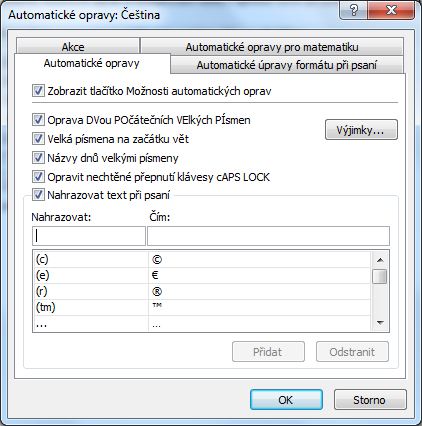 Automatické opravy: Čeština
Akce
Automatické opravy pro matematiku
Automatické opravy
Automatické úpravy formátu při psaní
Zobrazit tlačítko Možnosti automatických oprav
Oprava DVou POčátečních VElkých PÍsmen
Výjimky...
Velká písmena na začátku vět
Názvy dnů velkými písmeny
Opravit nechtěné přepnutí klávesy cAPS LOCK
Nahrazovat text při psaní
Nahrazovat: Čím:
(c) ©
(e) €
(r) ®
(tm) ™
... …
Přidat Odstranit
OK Storno